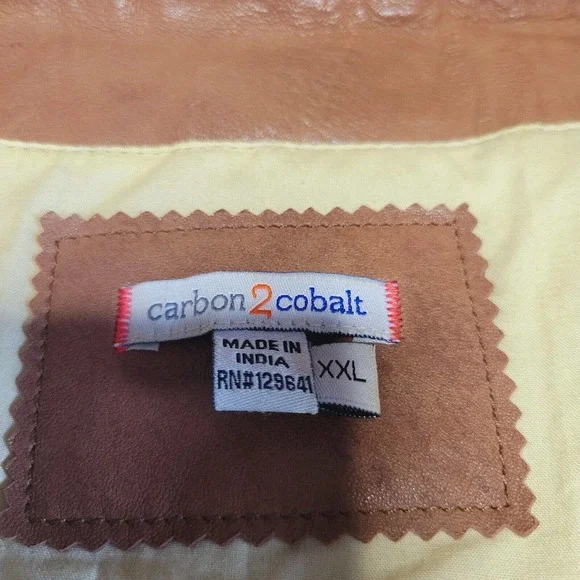 carbon2cobalt
MADE IN
INDIA
RN#129641
XXL